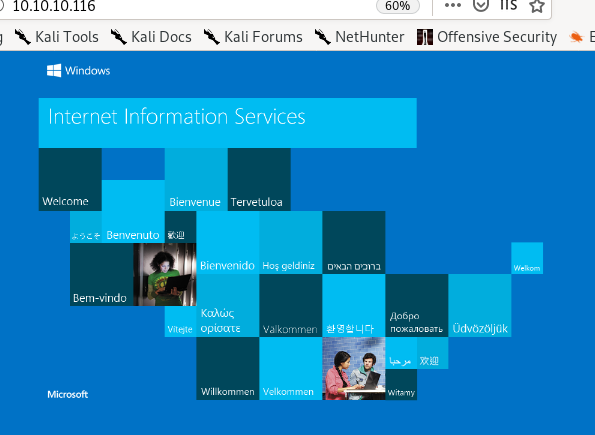 10.10.10.116
60%
IIS
Kali Tools
Kali Docs
Kali Forums
NetHunter
Offensive Security
Windows
Internet Information Services
Welcome
Bienvenue
Tervetuloa
ようこそ
Benvenuto
歡迎
Bienvenido
Hoş geldiniz
ברוכים הבאים
Welkom
Bem-vindo
Vítejte
Καλώς
ορίσατε
Välkommen
환영합니다
Добро
пожаловать
Üdvözöljük
مرحبا
欢迎
Willkommen
Velkommen
Witamy
Microsoft